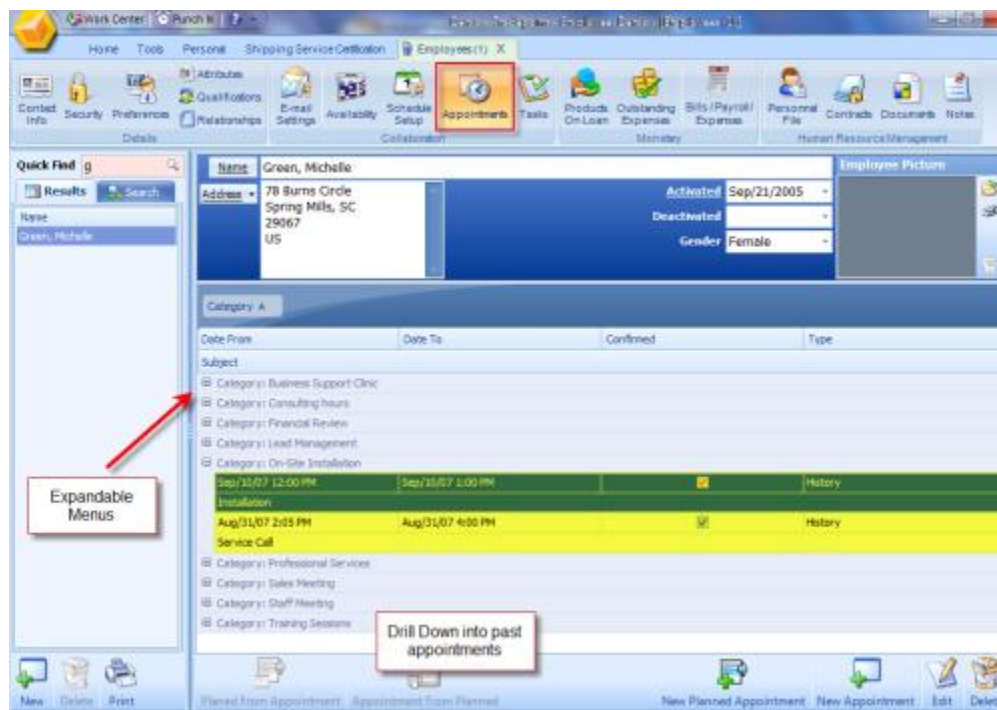 Work Center Punch In ?
Home Tools Personal Shipping Service Certification Employees (1) X
Contact Info Security Preferences Attributes Qualifications Relationships E-mail Settings Availability Schedule Setup Appointments Tasks Products On Loan Outstanding Expenses Bills/Payroll/ Expenses Personnel File Contracts Documents Notes
Details Collaboration Monetary Human Resource Management
Quick Find g
Results Search
Name
Green, Michelle
Name Green, Michelle
Address 78 Burns Circle
Spring Mills, SC
29067
US
Activated Sep/21/2005
Deactivated
Gender Female
Employee Picture
Category
Date From Date To Confirmed Type
Subject
Category: Business Support Clinic
Category: Consulting hours
Category: Financial Review
Category: Lead Management
Category: On-Site Installation
Sep/10/07 12:00 PM Sep/10/07 1:00 PM History
Installation
Aug/31/07 2:05 PM Aug/31/07 4:00 PM History
Service Call
Category: Professional Services
Category: Sales Meeting
Category: Staff Meeting
Category: Training Sessions
Expandable
Menus
Drill Down into past
appointments
New Delete Print Planned From Appointment Appointment From Planned New Planned Appointment New Appointment Edit Delet